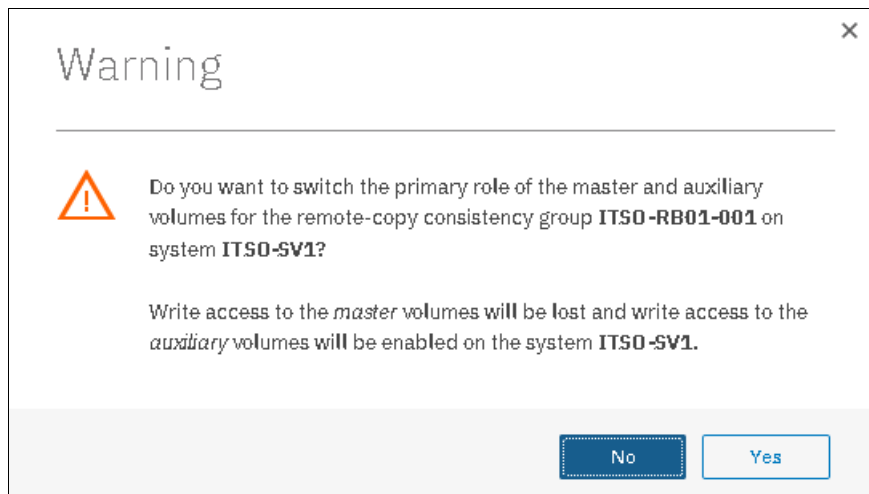 Warning
Do you want to switch the primary role of the master and auxiliary
volumes for the remote-copy consistency group ITSO-RB01-001 on
system ITSO-SV1?
Write access to the master volumes will be lost and write access to the
auxiliary volumes will be enabled on the system ITSO-SV1.
No
Yes